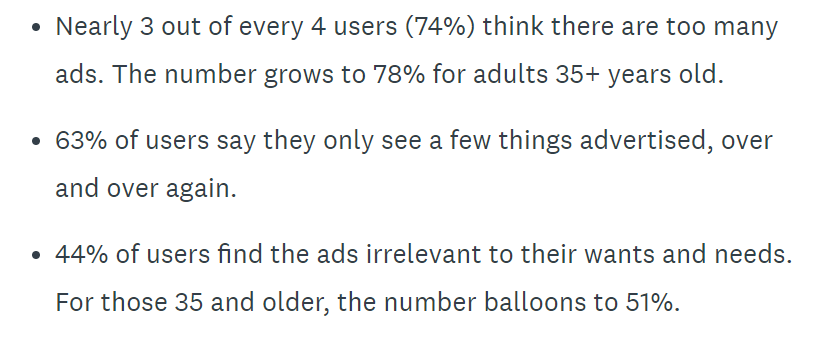 • Nearly 3 out of every 4 users (74%) think there are too many
ads. The number grows to 78% for adults 35+ years old.
• 63% of users say they only see a few things advertised, over
and over again.
• 44% of users find the ads irrelevant to their wants and needs.
For those 35 and older, the number balloons to 51%.